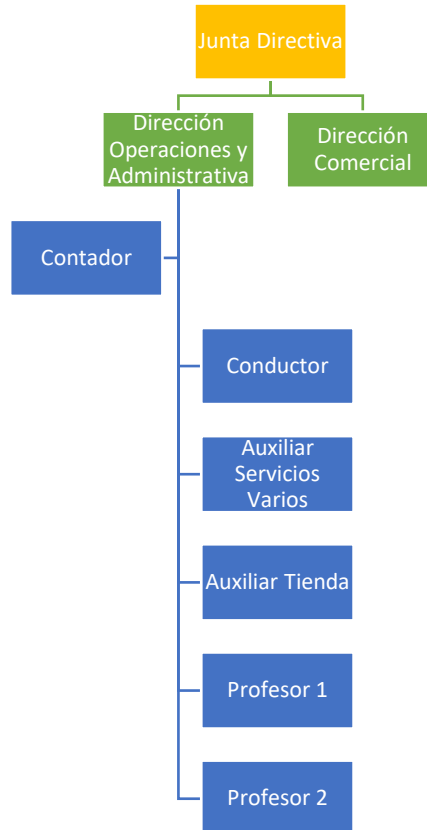 Junta Directiva
Dirección
Operaciones y
Administrativa
Dirección
Comercial
Contador
Conductor
Auxiliar
Servicios
Varios
Auxiliar Tienda
Profesor 1
Profesor 2